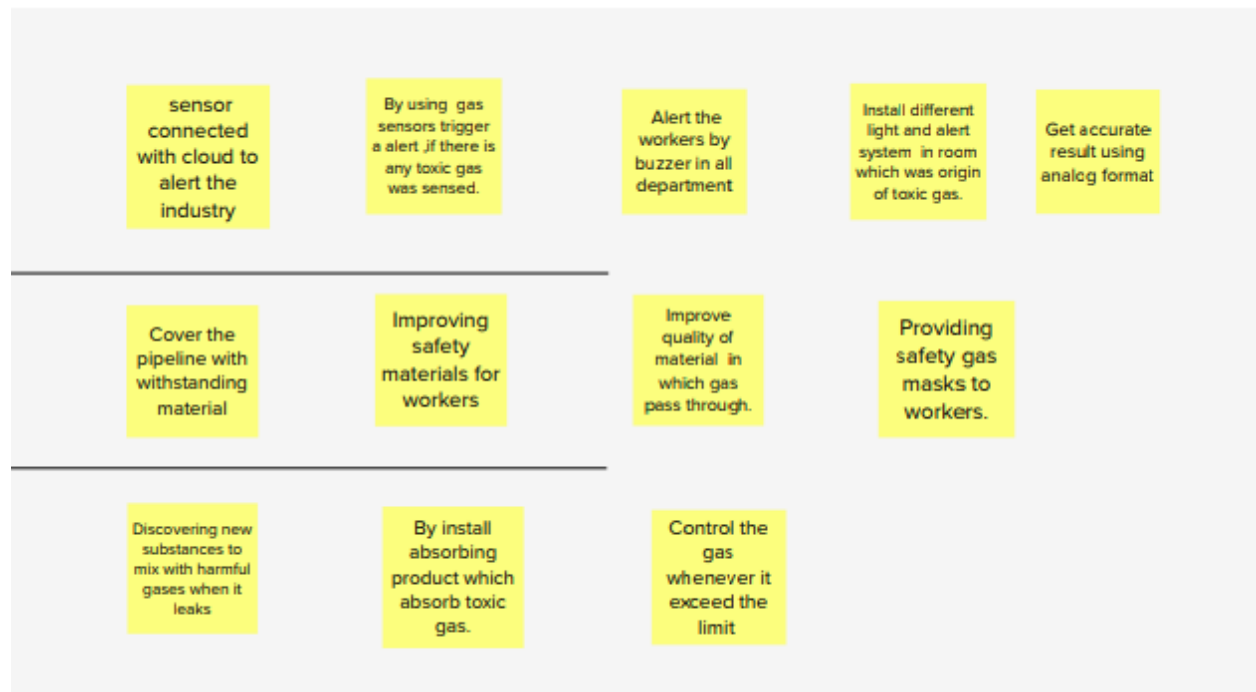 sensor
connected
with cloud to
alert the
industry
By using gas
sensors trigger
a alert ,if there is
any toxic gas
was sensed.
Alert the
workers by
buzzer in all
department
Install different
light and alert
system in room
which was origin
of toxic gas.
Get accurate
result using
analog format
Cover the
pipeline with
withstanding
material
Improving
safety
materials for
workers
Improve
quality of
material in
which gas
pass through.
Providing
safety gas
masks to
workers.
Discovering new
substances to
mix with harmful
gases when it
leaks
By install
absorbing
product which
absorb toxic
gas.
Control the
gas
whenever it
exceed the
limit